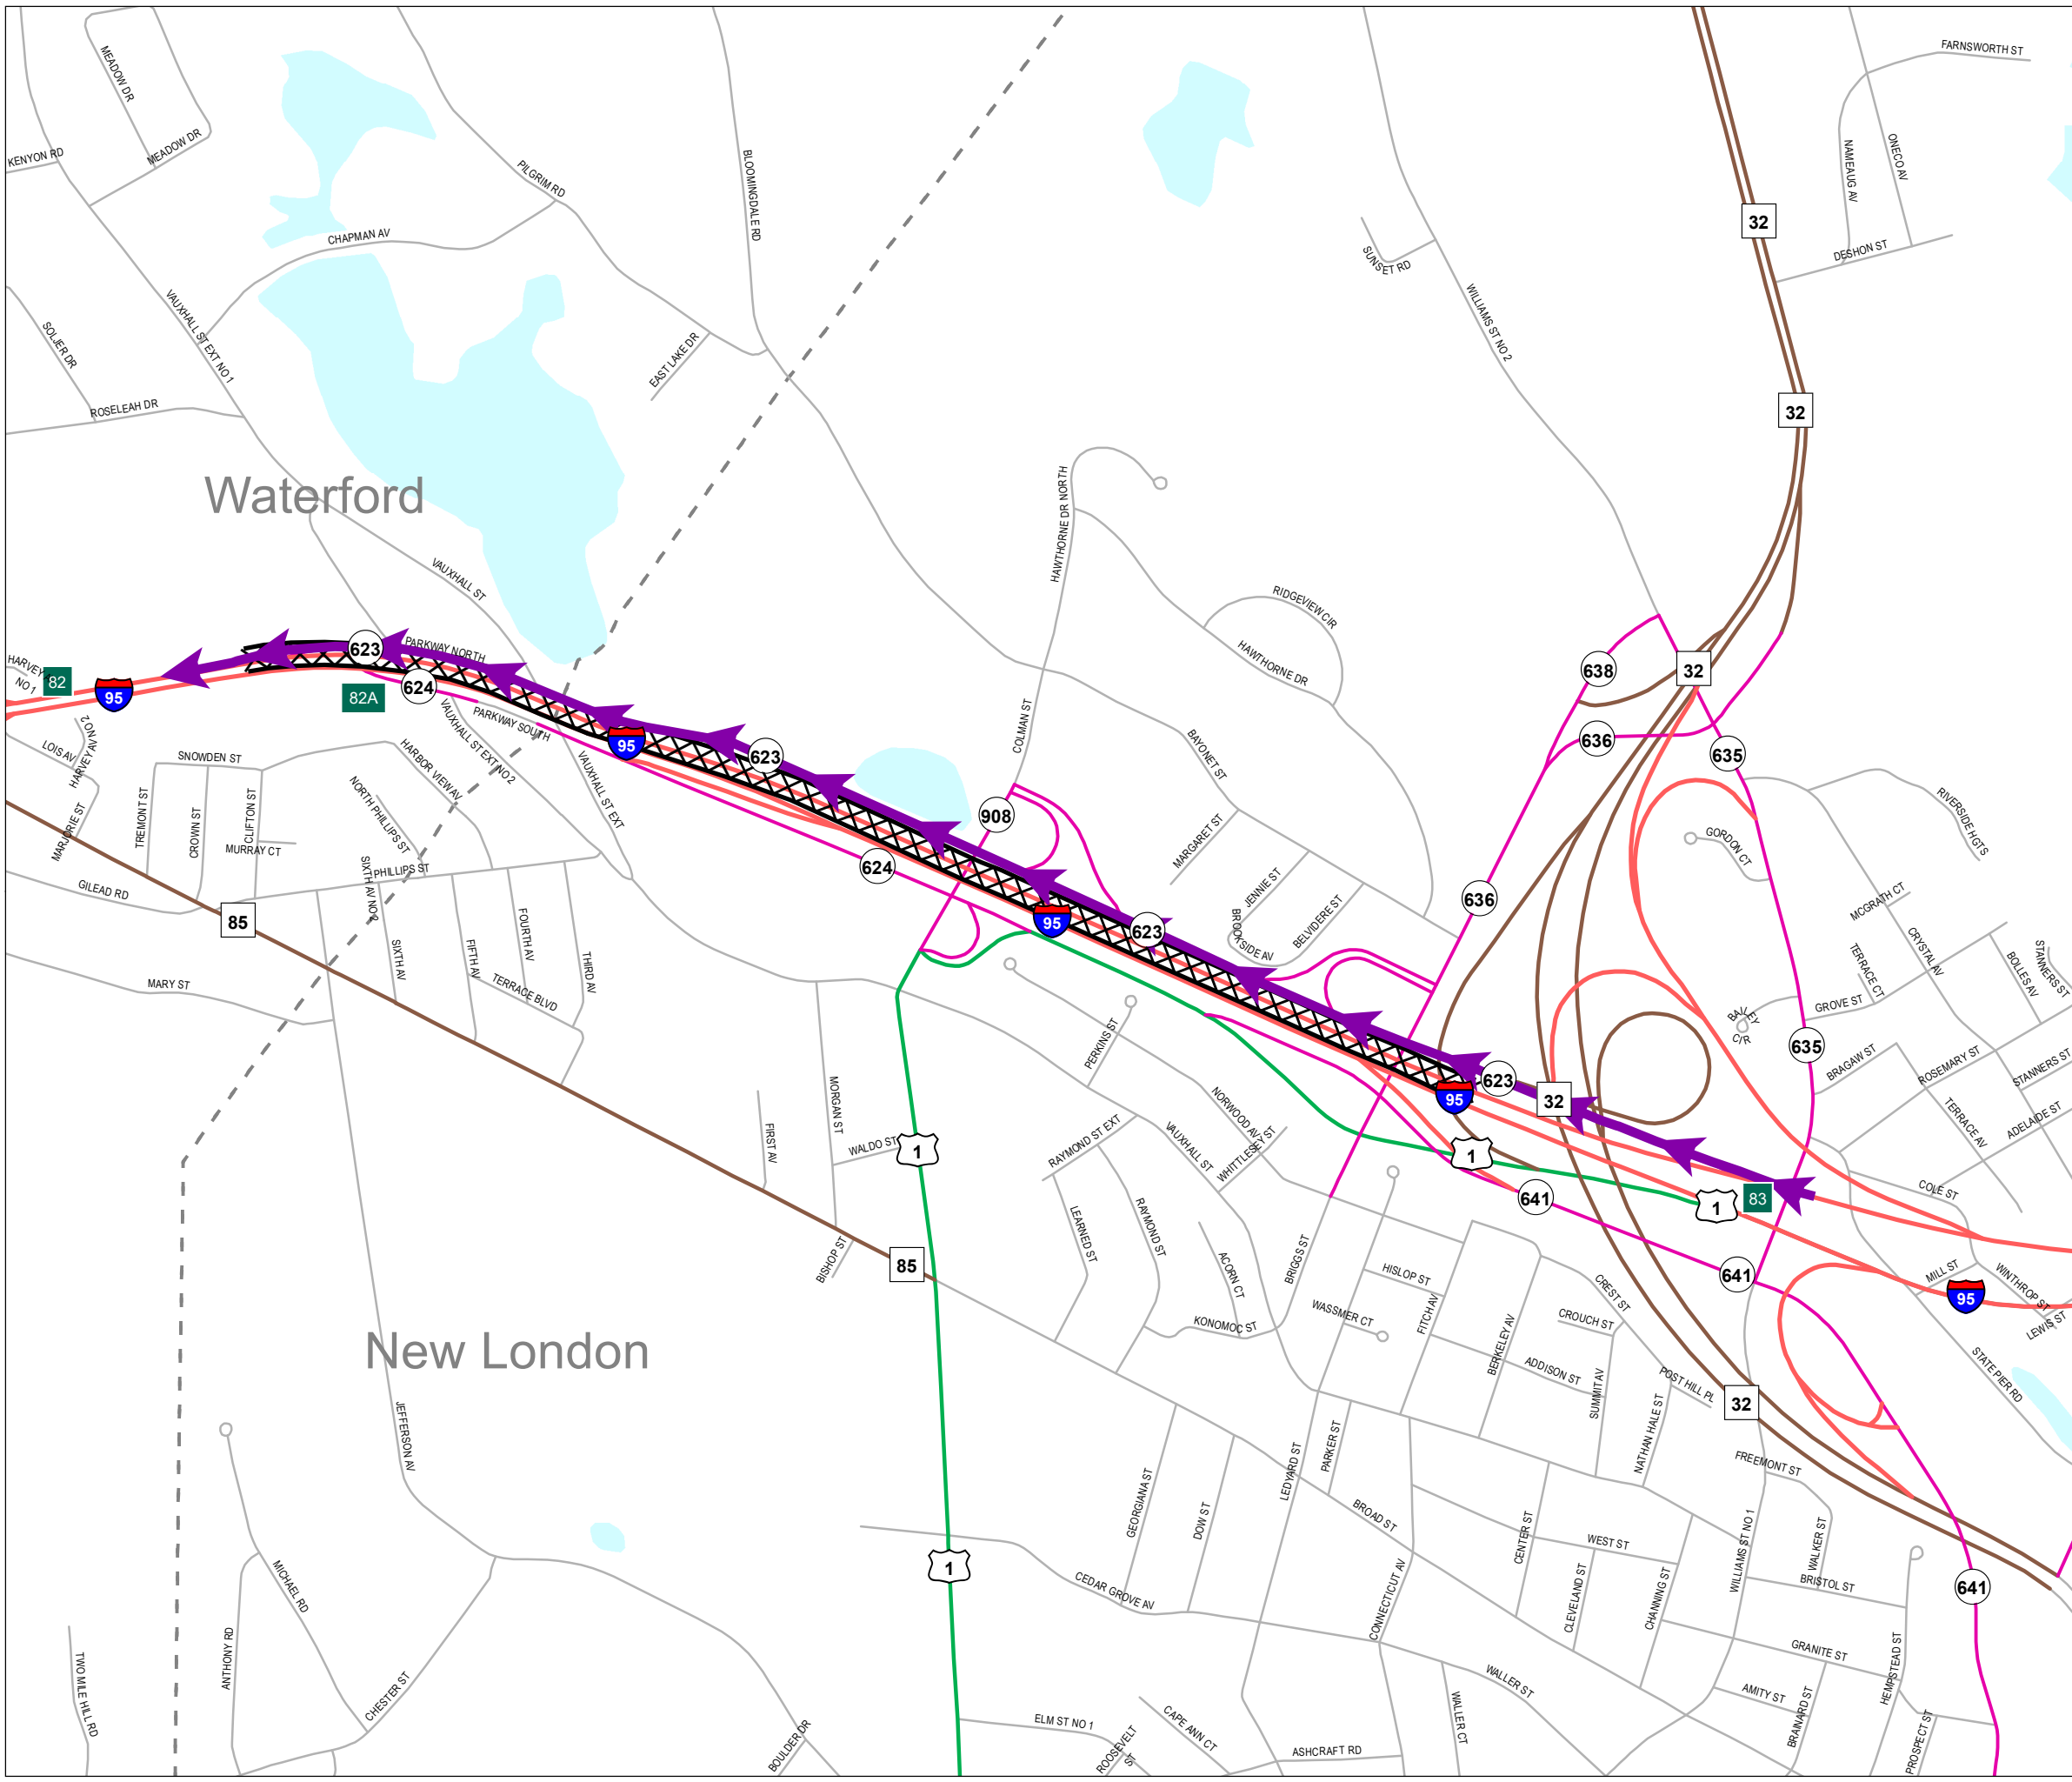 FARNSWORTH ST
MEADOW DR
MEADOW DR
KENYON RD
PILGRIM RD
BLOOMINGDALE RD
NAMEAUG AV
ONECO AV
32
CHAPMAN AV
SUNSET RD
DESHON ST
VAUXHALL ST EXT NO 1
WILLIAMS ST NO 2
SOLJER DR
EAST LAKE DR
ROSELEAH DR
32
Waterford
HAWTHORNE DR NORTH
VAUXHALL ST
RIDGEVIEW CIR
HAWTHORNE DR
623
PARKWAY NORTH
638
32
HARVEY
NO 1
82
95
82A
624
PARKWAY SOUTH
VAUXHALL ST EXT NO 2
95
623
COLMAN ST
BAYONET ST
636
635
LOIS AV
HARVEY AV NO 2
SNOWDEN ST
HARBOR VIEW AV
VAUXHALL ST EXT
NORTH PHILLIPS ST
MARJORIE ST
TREMONT ST
CROWN ST
CLIFTON ST
MURRAY CT
908
RIVERSIDE HGTS
GORDON CT
MARGARET ST
624
PHILLIPS ST
SIXTH AV NO 2
GILEAD RD
JENNIE ST
636
MCGRATH CT
85
FOURTH AV
95
623
BROOKSIDE AV
BELVIDERE ST
CRYSTAL AV
SIXTH AV
FIFTH AV
THIRD AV
TERRACE BLVD
MARY ST
TERRACE CT
BOLLES AV
STANNERS ST
GROVE ST
BAILEY
CIR
PERKINS ST
635
BRAGAW ST
ROSEMARY ST
STANNERS ST
623
95
32
MORGAN ST
FIRST AV
NORWOOD AV
WHITTLESEY ST
VAUXHALL ST
RAYMOND ST EXT
TERRACE AV
ADELAIDE ST
WALDO ST
1
1
641
1
83
COLE ST
LEARNED ST
RAYMOND ST
ACORN CT
BRIGGS ST
BISHOP ST
85
HISLOP ST
641
MILL ST
95
WINTHROP ST
LEWIS ST
New London
KONOMOC ST
WASSMER CT
FITCH AV
BERKELEY AV
CREST ST
CROUCH ST
ADDISON ST
SUMMIT AV
POST HILL PL
STATE PIER RD
32
JEFFERSON AV
NATHAN HALE ST
PARKER ST
LEDYARD ST
FREEMONT ST
GEORGIANA ST
DOW ST
BROAD ST
CENTER ST
WEST ST
WILLIAMS ST NO 1
WALKER ST
1
MICHAEL RD
CEDAR GROVE AV
CONNECTICUT AV
CLEVELAND ST
CHANNING ST
BRISTOL ST
641
ANTHONY RD
TWO MILE HILL RD
CHESTER ST
GRANITE ST
HEMPSTEAD ST
WALLER ST
WALLER CT
AMITY ST
BRAINARD ST
PROSPECT ST
BOULDER DR
ELM ST NO 1
ROOSEVELT
ST
CAPE ANN CT
ASHCRAFT RD